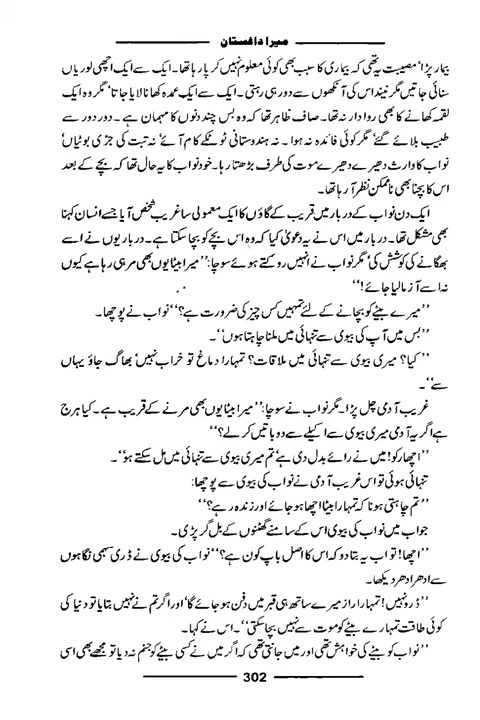 میرا داغستان
بیمار پڑا‘ مصیبت یہ تھی کہ بیماری کا سبب بھی کوئی معلوم نہیں کر پا رہا تھا۔ ایک سے ایک اچھی لوریاں
سنائی جاتیں مگر نیند اس کی آنکھوں سے دور ہی رہتی۔ ایک سے ایک عمدہ کھانا لایا جاتا‘ مگر وہ ایک
لقمہ کھانے کا بھی روادار نہ تھا۔ صاف ظاہر تھا کہ وہ بس چند دنوں کا مہمان ہے۔ دور دور سے
طبیب بلائے گئے‘ مگر کوئی فائدہ نہ ہوا۔ نہ ہندوستانی ٹوٹکے کام آئے‘ نہ تبت کی جڑی بوٹیاں‘
نواب کا وارث دھیرے دھیرے موت کی طرف بڑھتا رہا۔ خود نواب کا یہ حال تھا کہ بچے کے بعد
اس کا بچنا بھی ناممکن نظر آ رہا تھا۔
ایک دن نواب کے دربار میں قریب کے گاؤں کا ایک معمولی سا غریب شخص آیا جسے انسان کہنا
بھی مشکل تھا۔ دربار میں اس نے یہ دعویٰ کیا کہ وہ اس بچے کو بچا سکتا ہے۔ درباریوں نے اسے
بھگانے کی کوشش کی‘ مگر نواب نے انہیں روکتے ہوئے سوچا: ’’میرا بیٹا یوں بھی مر ہی رہا ہے کیوں
نہ اسے آزما لیا جائے!‘‘
’’میرے بیٹے کو بچانے کے لئے تمہیں کس چیز کی ضرورت ہے؟‘‘ نواب نے پوچھا۔
’’بس میں آپ کی بیوی سے تنہائی میں ملنا چاہتا ہوں‘‘۔
’’کیا؟ میری بیوی سے تنہائی میں ملاقات؟ تمہارا دماغ تو خراب نہیں‘ بھاگ جاؤ یہاں
سے‘‘۔
غریب آدمی چل پڑا۔ مگر نواب نے سوچا: ’’میرا بیٹا یوں بھی مرنے کے قریب ہے۔ کیا ہرج
ہے اگر یہ آدمی میری بیوی سے اکیلے سے دو باتیں کر لے؟‘‘
’’اچھا رکو! میں نے رائے بدل دی ہے‘ تم میری بیوی سے تنہائی میں مل سکتے ہو‘‘۔
تنہائی ہوئی تو اس غریب آدمی نے نواب کی بیوی سے پوچھا:
’’تم چاہتی ہو نا کہ تمہارا بیٹا اچھا ہو جائے اور زندہ رہے؟‘‘
جواب میں نواب کی بیوی اس کے سامنے گھٹنوں کے بل گر پڑی۔
’’اچھا! تو اب یہ بتا دو کہ اس کا اصل باپ کون ہے؟‘‘ نواب کی بیوی نے ڈری سہمی نگاہوں
سے ادھر ادھر دیکھا۔
’’ڈرو نہیں! تمہارا راز میرے ساتھ ہی قبر میں دفن ہو جائے گا‘ اور اگر تم نے نہیں بتایا تو دنیا کی
کوئی طاقت تمہارے بیٹے کو موت سے نہیں بچا سکتی‘‘۔ اس نے کہا۔
’’نواب کو بیٹے کی خواہش تھی اور میں جانتی تھی کہ اگر میں نے کسی بیٹے کو جنم نہ دیا تو مجھے بھی اسی
302